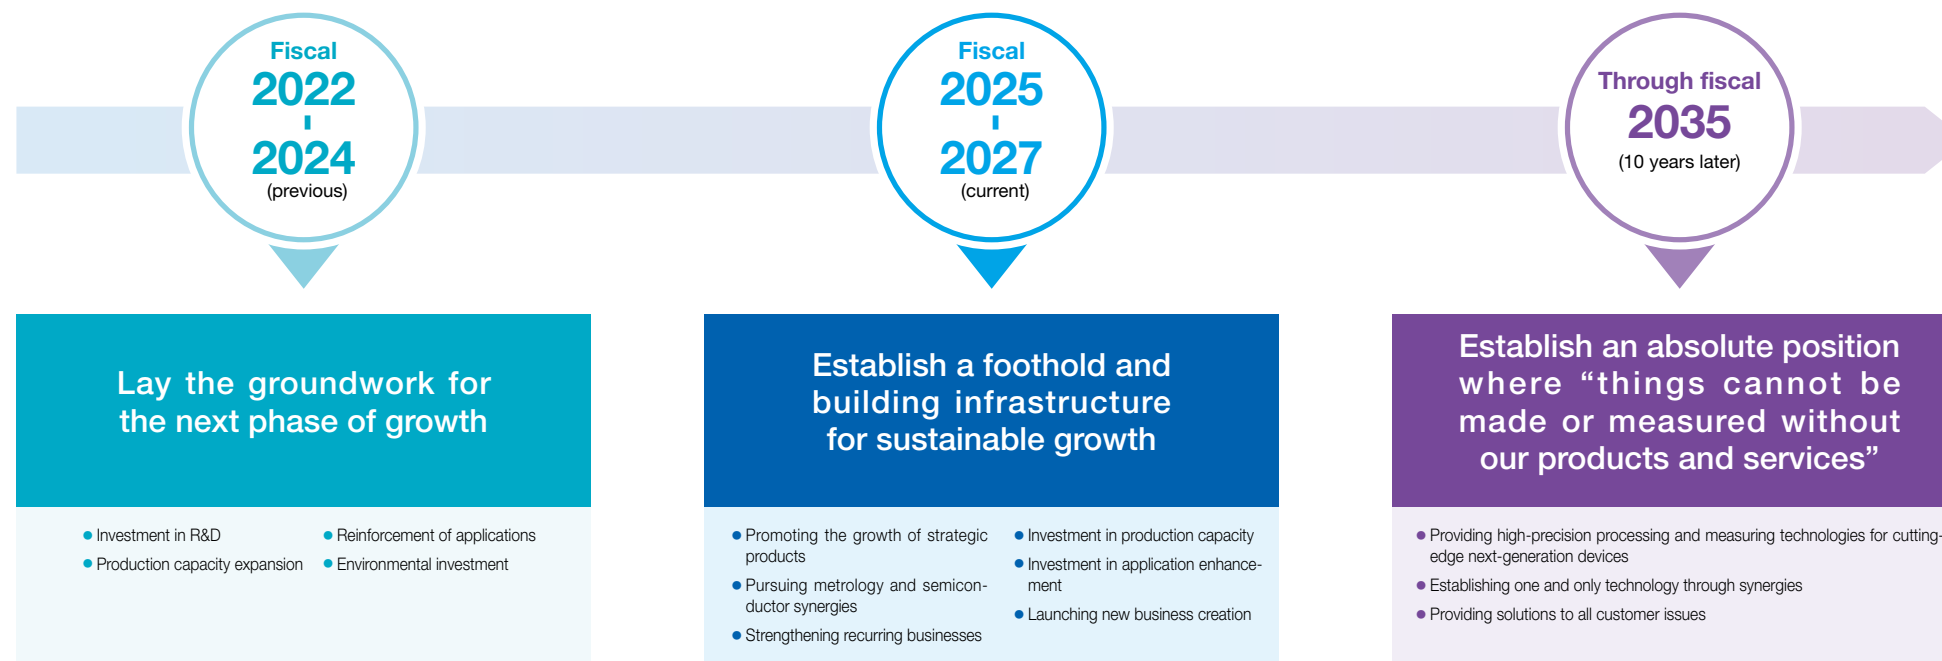 Fiscal
2022
-
2024
(previous)
Lay the groundwork for
the next phase of growth
● Investment in R&D
● Production capacity expansion
● Reinforcement of applications
● Environmental investment
Fiscal
2025
-
2027
(current)
Establish a foothold and
building infrastructure
for sustainable growth
● Promoting the growth of strategic
products
● Pursuing metrology and semicon-
ductor synergies
● Strengthening recurring businesses
● Investment in production capacity
● Investment in application enhance-
ment
● Launching new business creation
Through fiscal
2035
(10 years later)
Establish an absolute position
where “things cannot be
made or measured without
our products and services”
● Providing high-precision processing and measuring technologies for cutting-
edge next-generation devices
● Establishing one and only technology through synergies
● Providing solutions to all customer issues